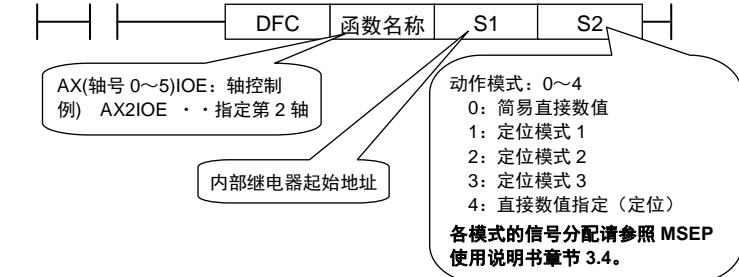 DFC 函数名称 S1 S2
AX(轴号 0～5)IOE：轴控制
例) AX2IOE ・・指定第 2 轴
内部继电器起始地址
动作模式：0～4
0：简易直接数值
1：定位模式 1
2：定位模式 2
3：定位模式 3
4：直接数值指定（定位）
各模式的信号分配请参照 MSEP
使用说明书章节 3.4。